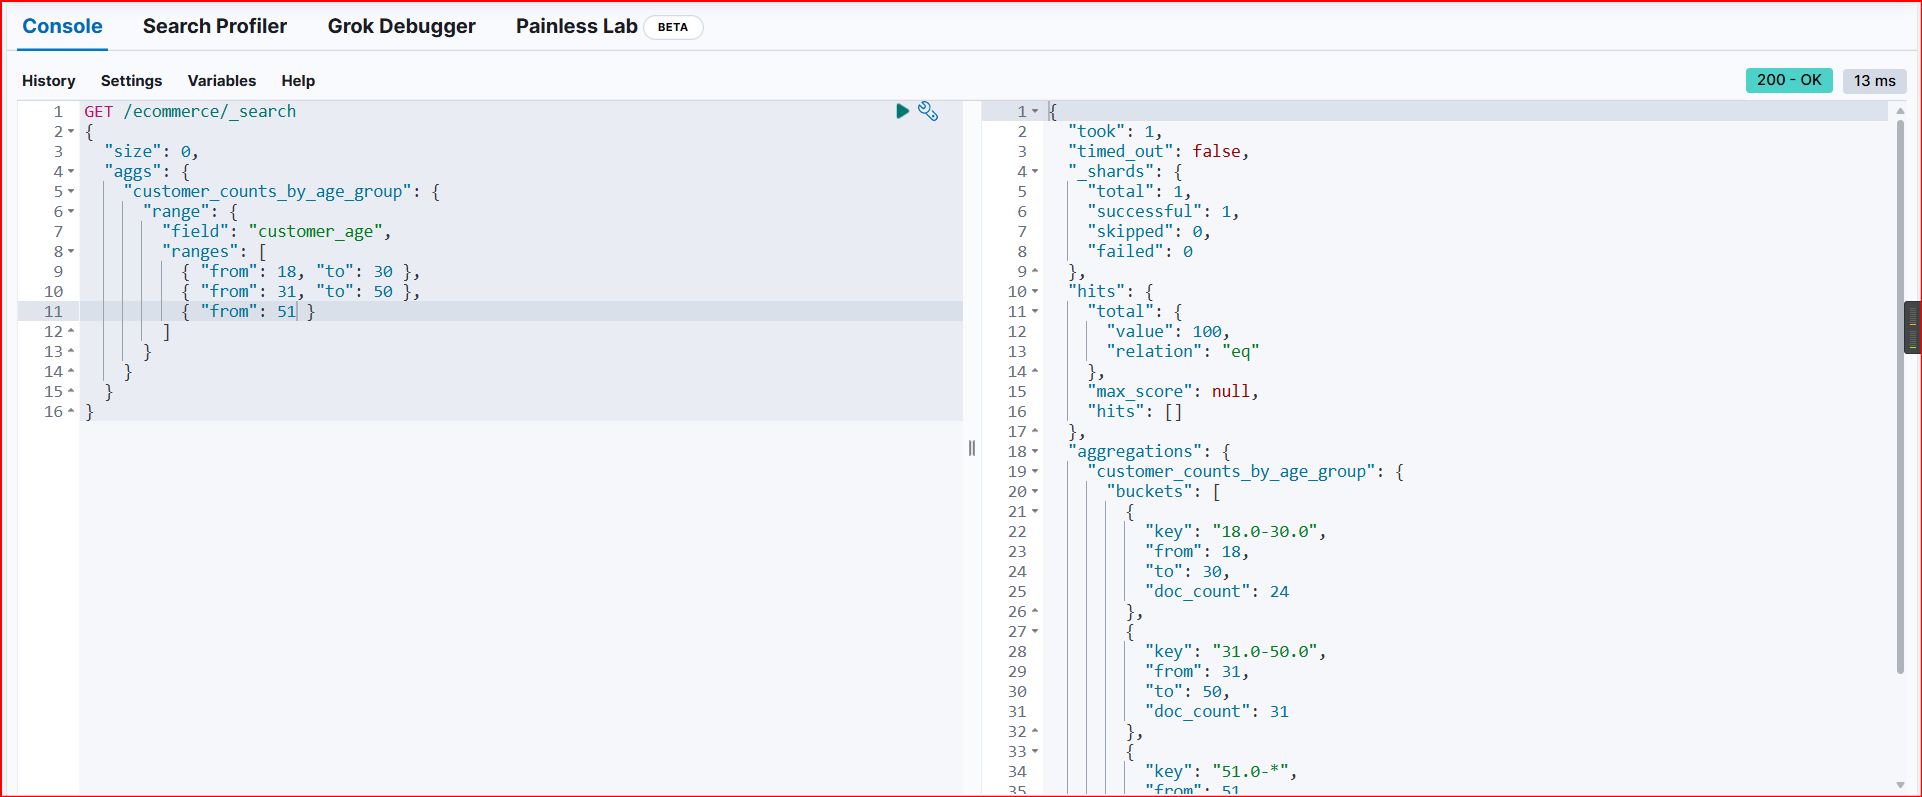 Console Search Profiler Grok Debugger Painless Lab BETA
History Settings Variables Help 200 - OK 13 ms
1 GET /ecommerce/_search
2 {
3 "size": 0,
4 "aggs": {
5 "customer_counts_by_age_group": {
6 "range": {
7 "field": "customer_age",
8 "ranges": [
9 { "from": 18, "to": 30 },
10 { "from": 31, "to": 50 },
11 { "from": 51 }
12 ]
13 }
14 }
15 }
16 }
1 {
2 "took": 1,
3 "timed_out": false,
4 "_shards": {
5 "total": 1,
6 "successful": 1,
7 "skipped": 0,
8 "failed": 0
9 },
10 "hits": {
11 "total": {
12 "value": 100,
13 "relation": "eq"
14 },
15 "max_score": null,
16 "hits": []
17 },
18 "aggregations": {
19 "customer_counts_by_age_group": {
20 "buckets": [
21 {
22 "key": "18.0-30.0",
23 "from": 18,
24 "to": 30,
25 "doc_count": 24
26 },
27 {
28 "key": "31.0-50.0",
29 "from": 31,
30 "to": 50,
31 "doc_count": 31
32 },
33 {
34 "key": "51.0-*",
35 "from": 51